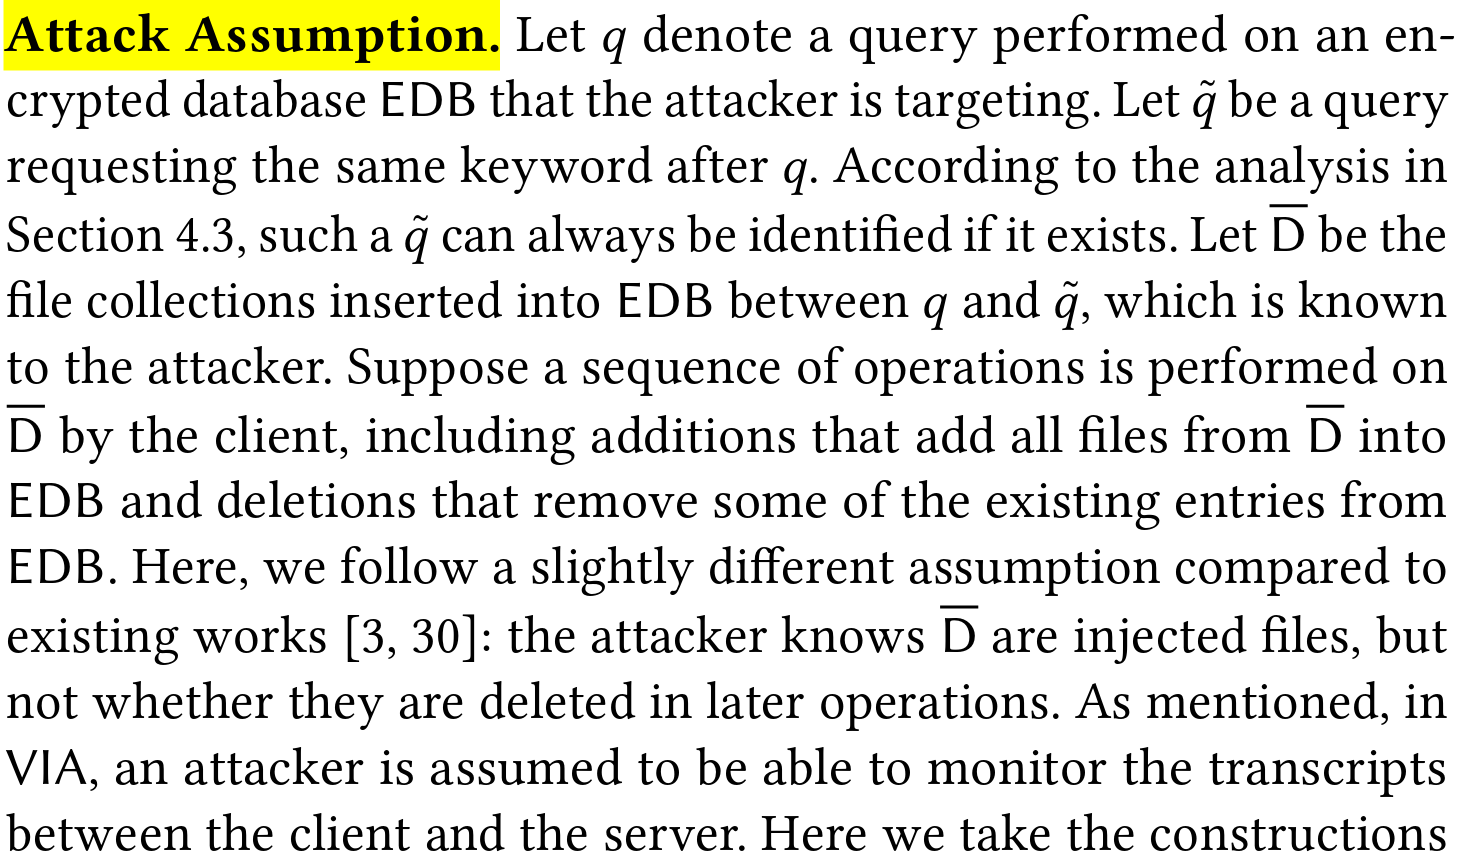 Attack Assumption. Let q denote a query performed on an en-
crypted database EDB that the attacker is targeting. Let q̃ be a query
requesting the same keyword after q. According to the analysis in
Section 4.3, such a q̃ can always be identified if it exists. Let D̅ be the
file collections inserted into EDB between q and q̃, which is known
to the attacker. Suppose a sequence of operations is performed on
D̅ by the client, including additions that add all files from D̅ into
EDB and deletions that remove some of the existing entries from
EDB. Here, we follow a slightly different assumption compared to
existing works [3, 30]: the attacker knows D̅ are injected files, but
not whether they are deleted in later operations. As mentioned, in
VIA, an attacker is assumed to be able to monitor the transcripts
between the client and the server. Here we take the constructions